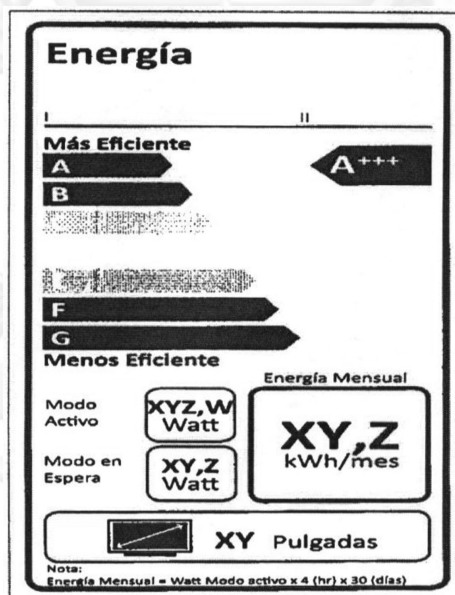 Energía
I II
Más Eficiente
A A+++
B
F
G
Menos Eficiente
Energía Mensual
Modo
Activo
XYZ,W
Watt
XY,Z
kWh/mes
Modo en
Espera
XY,Z
Watt
XY Pulgadas
Nota:
Energía Mensual = Watt Modo activo x 4 (hr) x 30 (días)